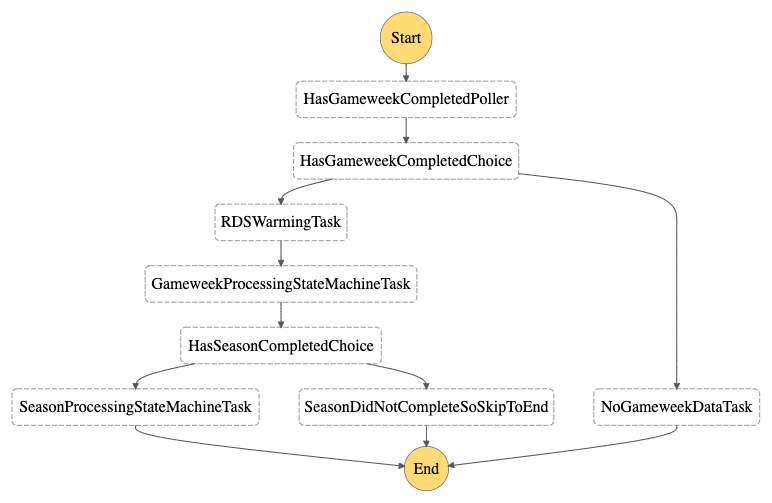 Start
HasGameweekCompletedPoller
HasGameweekCompletedChoice
RDSWarmingTask
GameweekProcessingStateMachineTask
HasSeasonCompletedChoice
SeasonProcessingStateMachineTask
SeasonDidNotCompleteSoSkipToEnd
NoGameweekDataTask
End